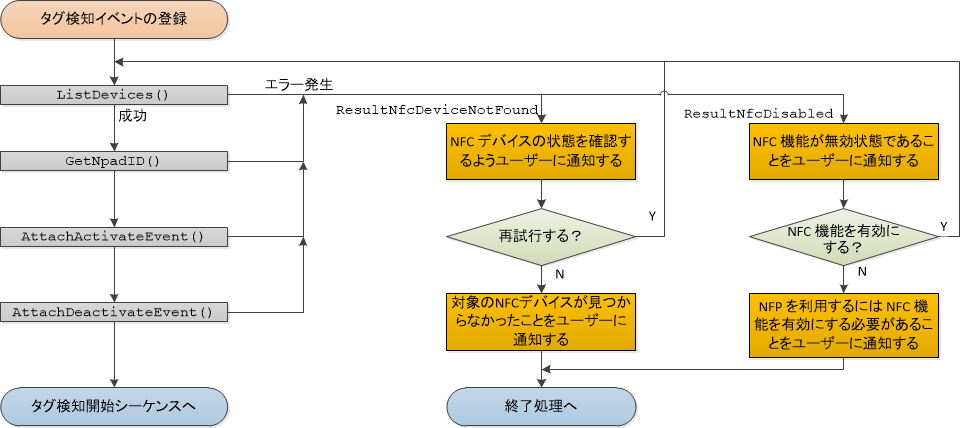 タグ検知イベントの登録
ListDevices()
エラー発生
成功
ResultNfcDeviceNotFound
ResultNfcDisabled
GetNpadID()
NFC デバイスの状態を確認す
るようユーザーに通知する
NFC 機能が無効状態であるこ
とをユーザーに通知する
AttachActivateEvent()
再試行する？
Y
NFC 機能を有効に
する？
Y
N
N
AttachDeactivateEvent()
対象のNFCデバイスが見つか
らなかったことをユーザーに
通知する
NFP を利用するには NFC 機
能を有効にする必要があるこ
とをユーザーに通知する
タグ検知開始シーケンスへ
終了処理へ